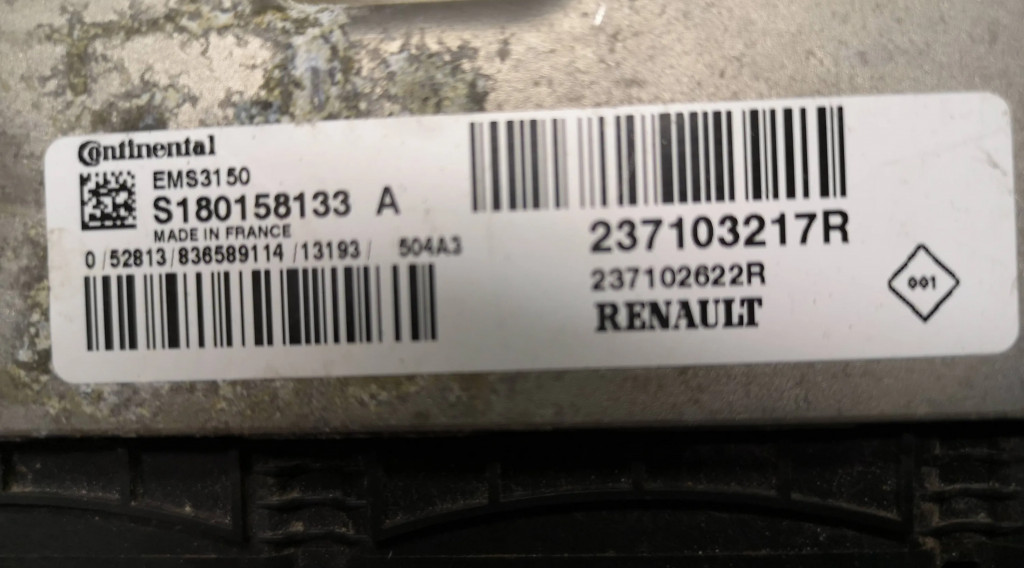 Continental
EMS3150
S180158133 A
MADE IN FRANCE
0/52813/836589114/13193/ 504A3
237103217R
237102622R
RENAULT
001